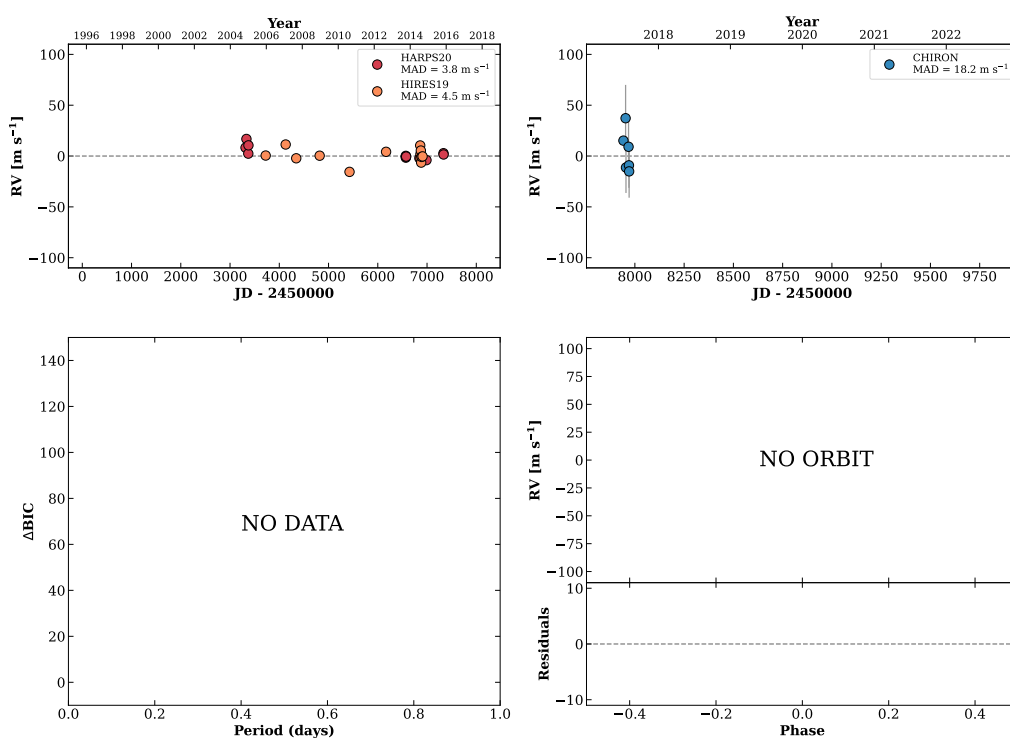 Year
1996 1998 2000 2002 2004 2006 2008 2010 2012 2014 2016 2018
100
50
0
−50
−100
RV [m s⁻¹]
HARPS20
MAD = 3.8 m s⁻¹
HIRES19
MAD = 4.5 m s⁻¹
0 1000 2000 3000 4000 5000 6000 7000 8000
JD - 2450000
Year
2018 2019 2020 2021 2022
100
50
0
−50
−100
RV [m s⁻¹]
CHIRON
MAD = 18.2 m s⁻¹
8000 8250 8500 8750 9000 9250 9500 9750
JD - 2450000
140
120
100
80
60
40
20
0
ΔBIC
NO DATA
0.0 0.2 0.4 0.6 0.8 1.0
Period (days)
100
75
50
25
0
−25
−50
−75
−100
RV [m s⁻¹]
NO ORBIT
10
0
−10
Residuals
−0.4 −0.2 0.0 0.2 0.4
Phase